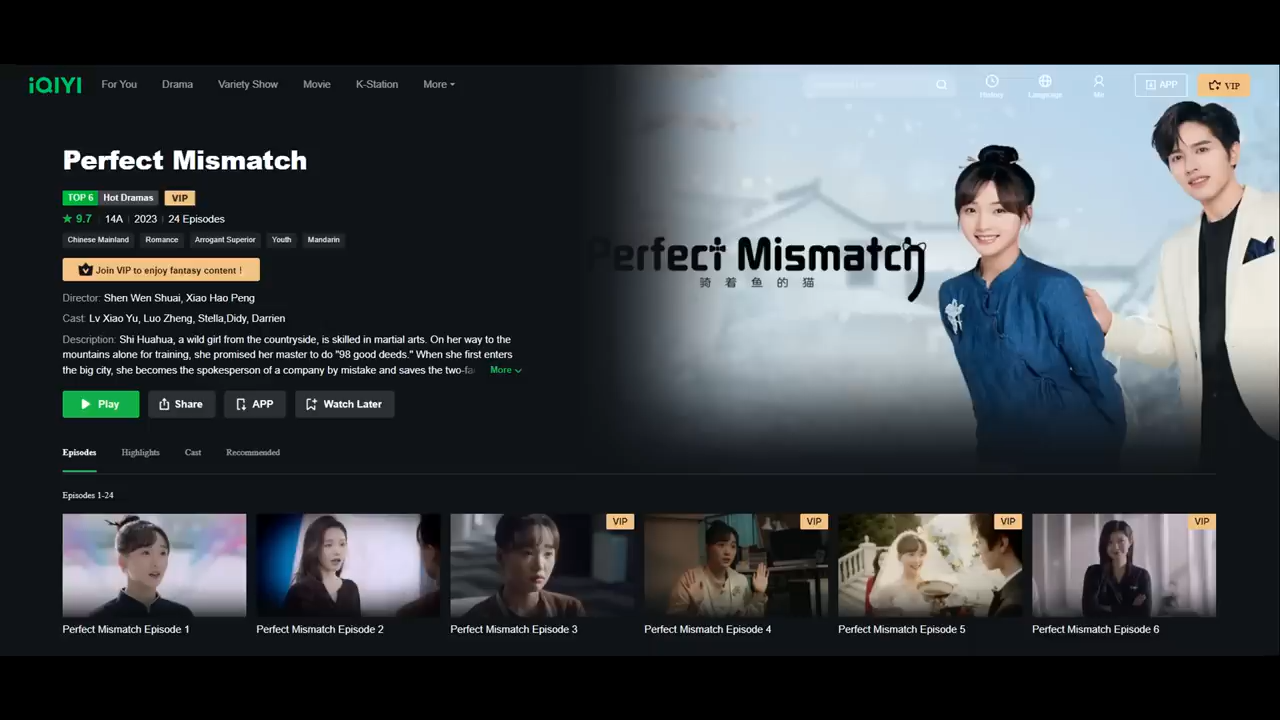 iQIYI For You Drama Variety Show Movie K-Station More History Language Me APP VIP
Perfect Mismatch
TOP 6 Hot Dramas VIP
9.7 14A 2023 24 Episodes
Chinese Mainland Romance Arrogant Superior Youth Mandarin
Join VIP to enjoy fantasy content !
Director: Shen Wen Shuai, Xiao Hao Peng
Cast: Lv Xiao Yu, Luo Zheng, Stella,Didy, Darrien
Description: Shi Huahua, a wild girl from the countryside, is skilled in martial arts. On her way to the
mountains alone for training, she promised her master to do "98 good deeds." When she first enters
the big city, she becomes the spokesperson of a company by mistake and saves the two-fa More
Play Share APP Watch Later
Perfect Mismatch
骑着鱼的猫
Episodes Highlights Cast Recommended
Episodes 1-24
VIP VIP VIP VIP
Perfect Mismatch Episode 1 Perfect Mismatch Episode 2 Perfect Mismatch Episode 3 Perfect Mismatch Episode 4 Perfect Mismatch Episode 5 Perfect Mismatch Episode 6